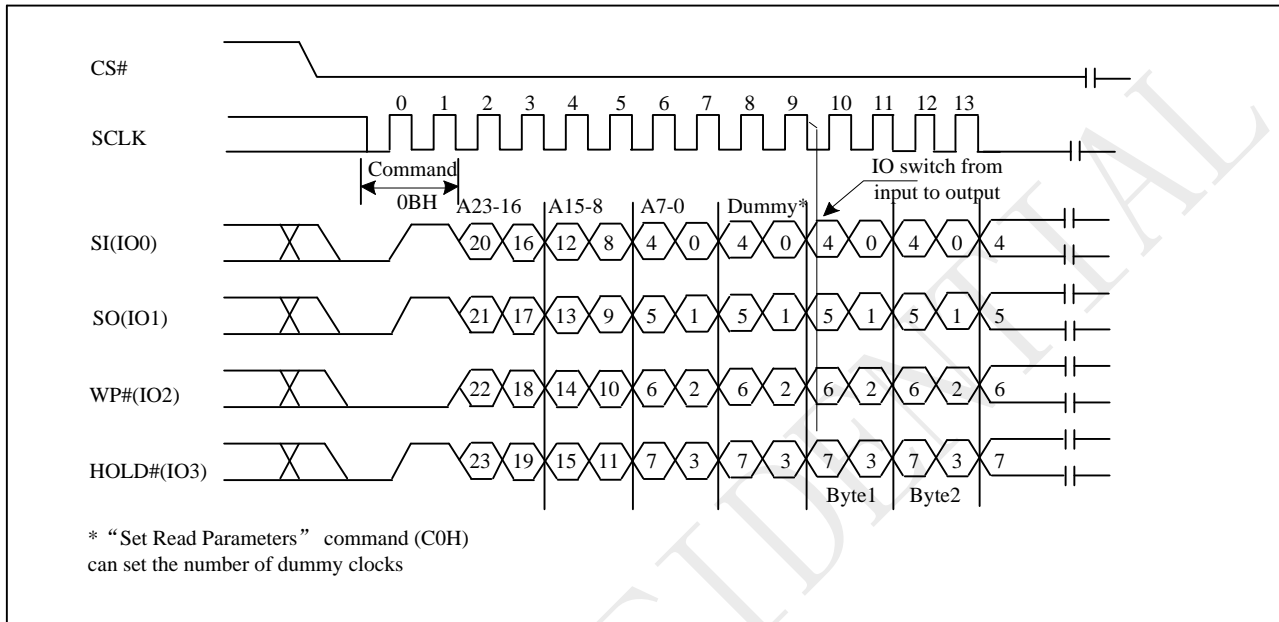 CS#
0 1 2 3 4 5 6 7 8 9 10 11 12 13
SCLK
Command
0BH
IO switch from
input to output
A23-16 A15-8 A7-0 Dummy*
SI(IO0) 20 16 12 8 4 0 4 0 4 0 4 0 4
SO(IO1) 21 17 13 9 5 1 5 1 5 1 5 1 5
WP#(IO2) 22 18 14 10 6 2 6 2 6 2 6 2 6
HOLD#(IO3) 23 19 15 11 7 3 7 3 7 3 7 3 7
Byte1 Byte2
* “Set Read Parameters” command (C0H)
can set the number of dummy clocks